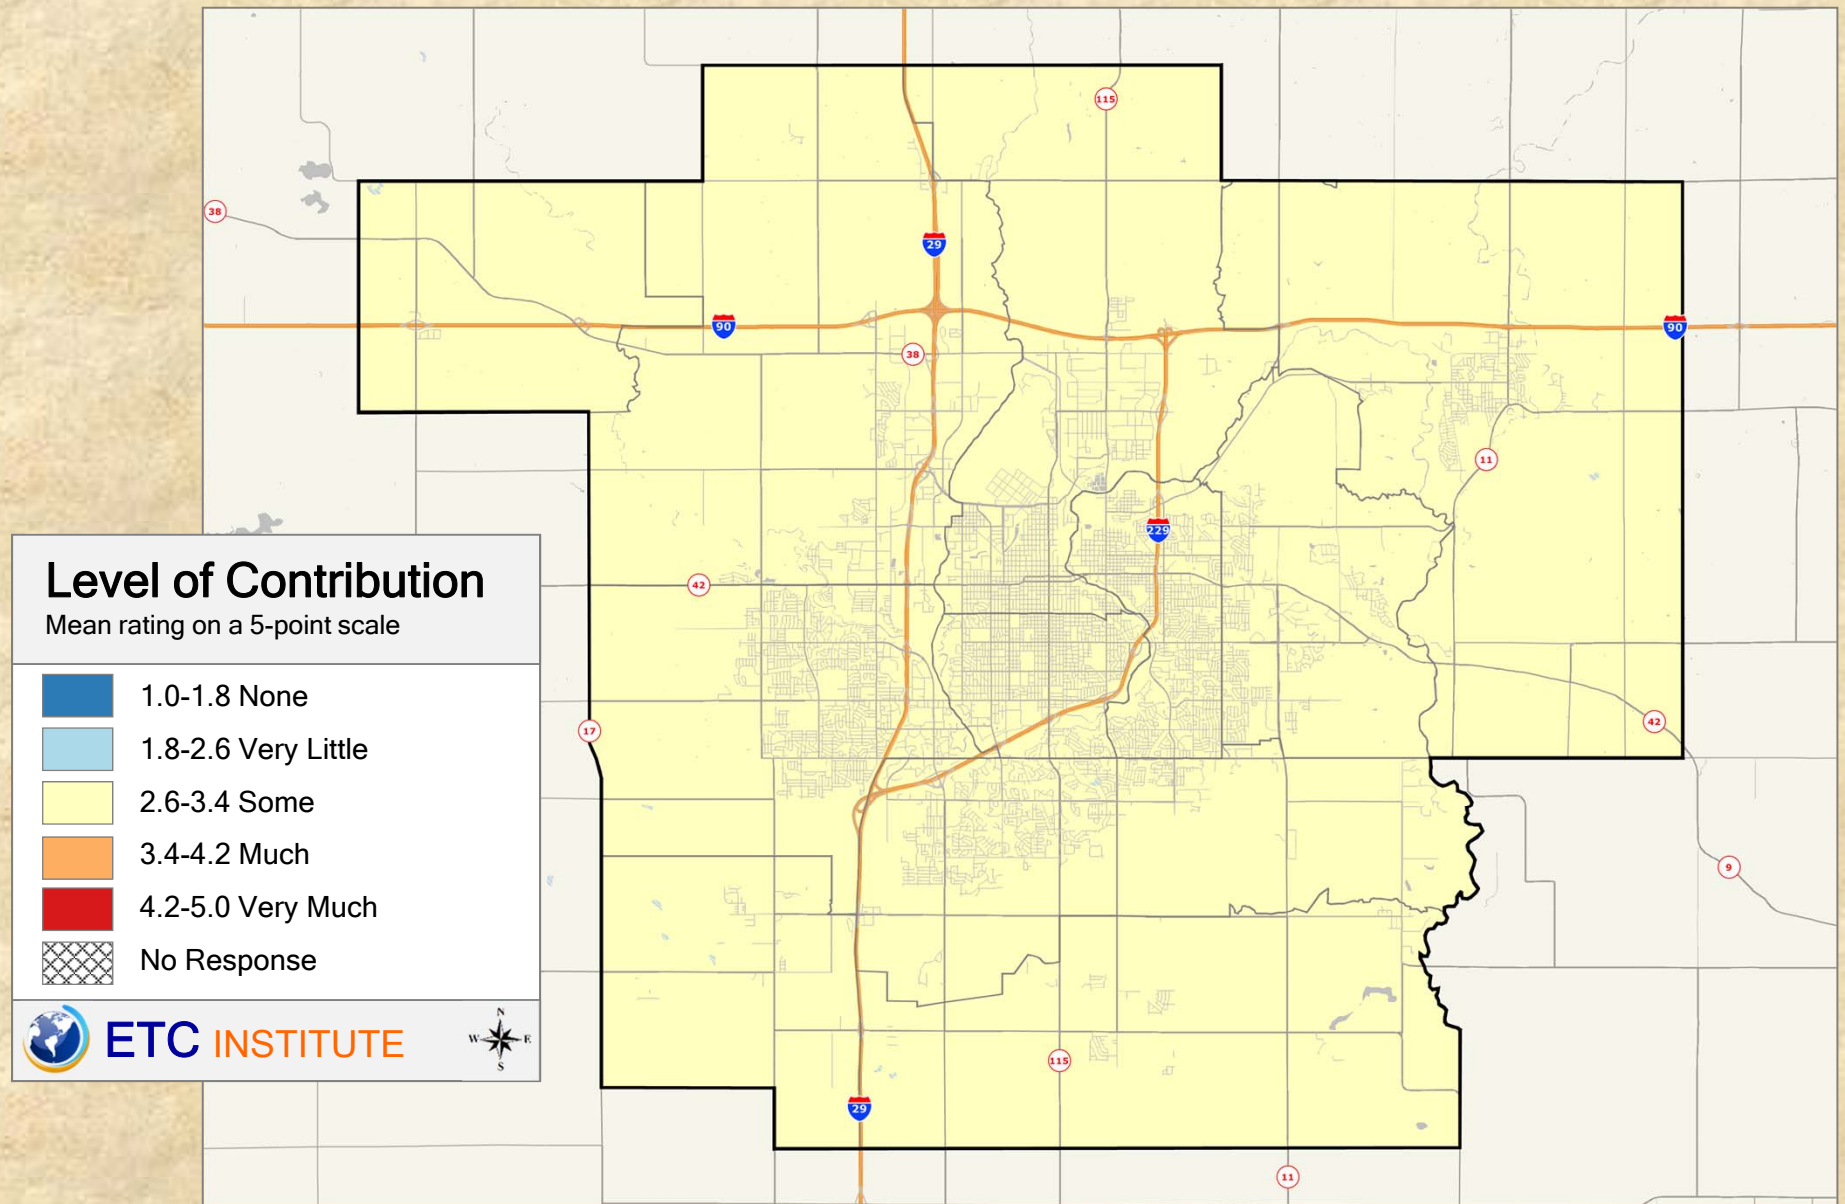 115
38
29
90
90
38
11
229
42
42
17
9
115
29
11
Level of Contribution
Mean rating on a 5-point scale
1.0-1.8 None
1.8-2.6 Very Little
2.6-3.4 Some
3.4-4.2 Much
4.2-5.0 Very Much
No Response
ETC INSTITUTE
N
W E
S